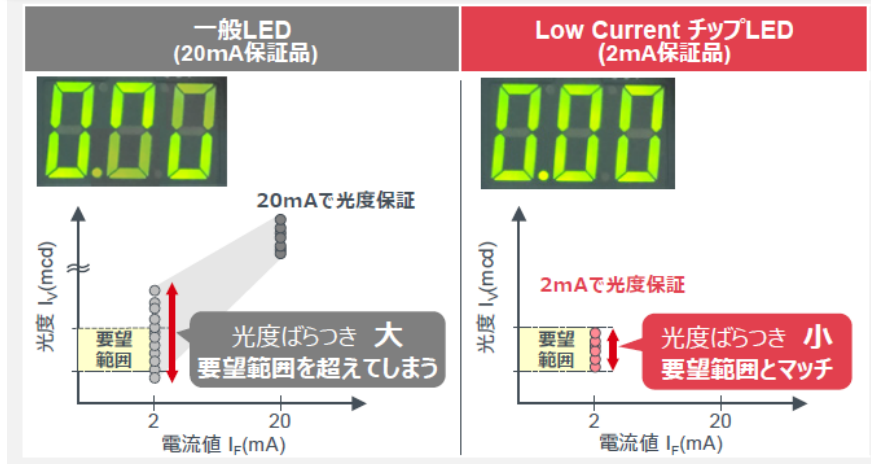 一般LED
(20mA保証品)
Low Current チップLED
(2mA保証品)
0.00
0.00
20mAで光度保証
光度 IV(mcd)
要望
範囲
光度ばらつき 大
要望範囲を超えてしまう
2
20
電流値 IF(mA)
2mAで光度保証
光度 IV(mcd)
要望
範囲
光度ばらつき 小
要望範囲とマッチ
2
20
電流値 IF(mA)